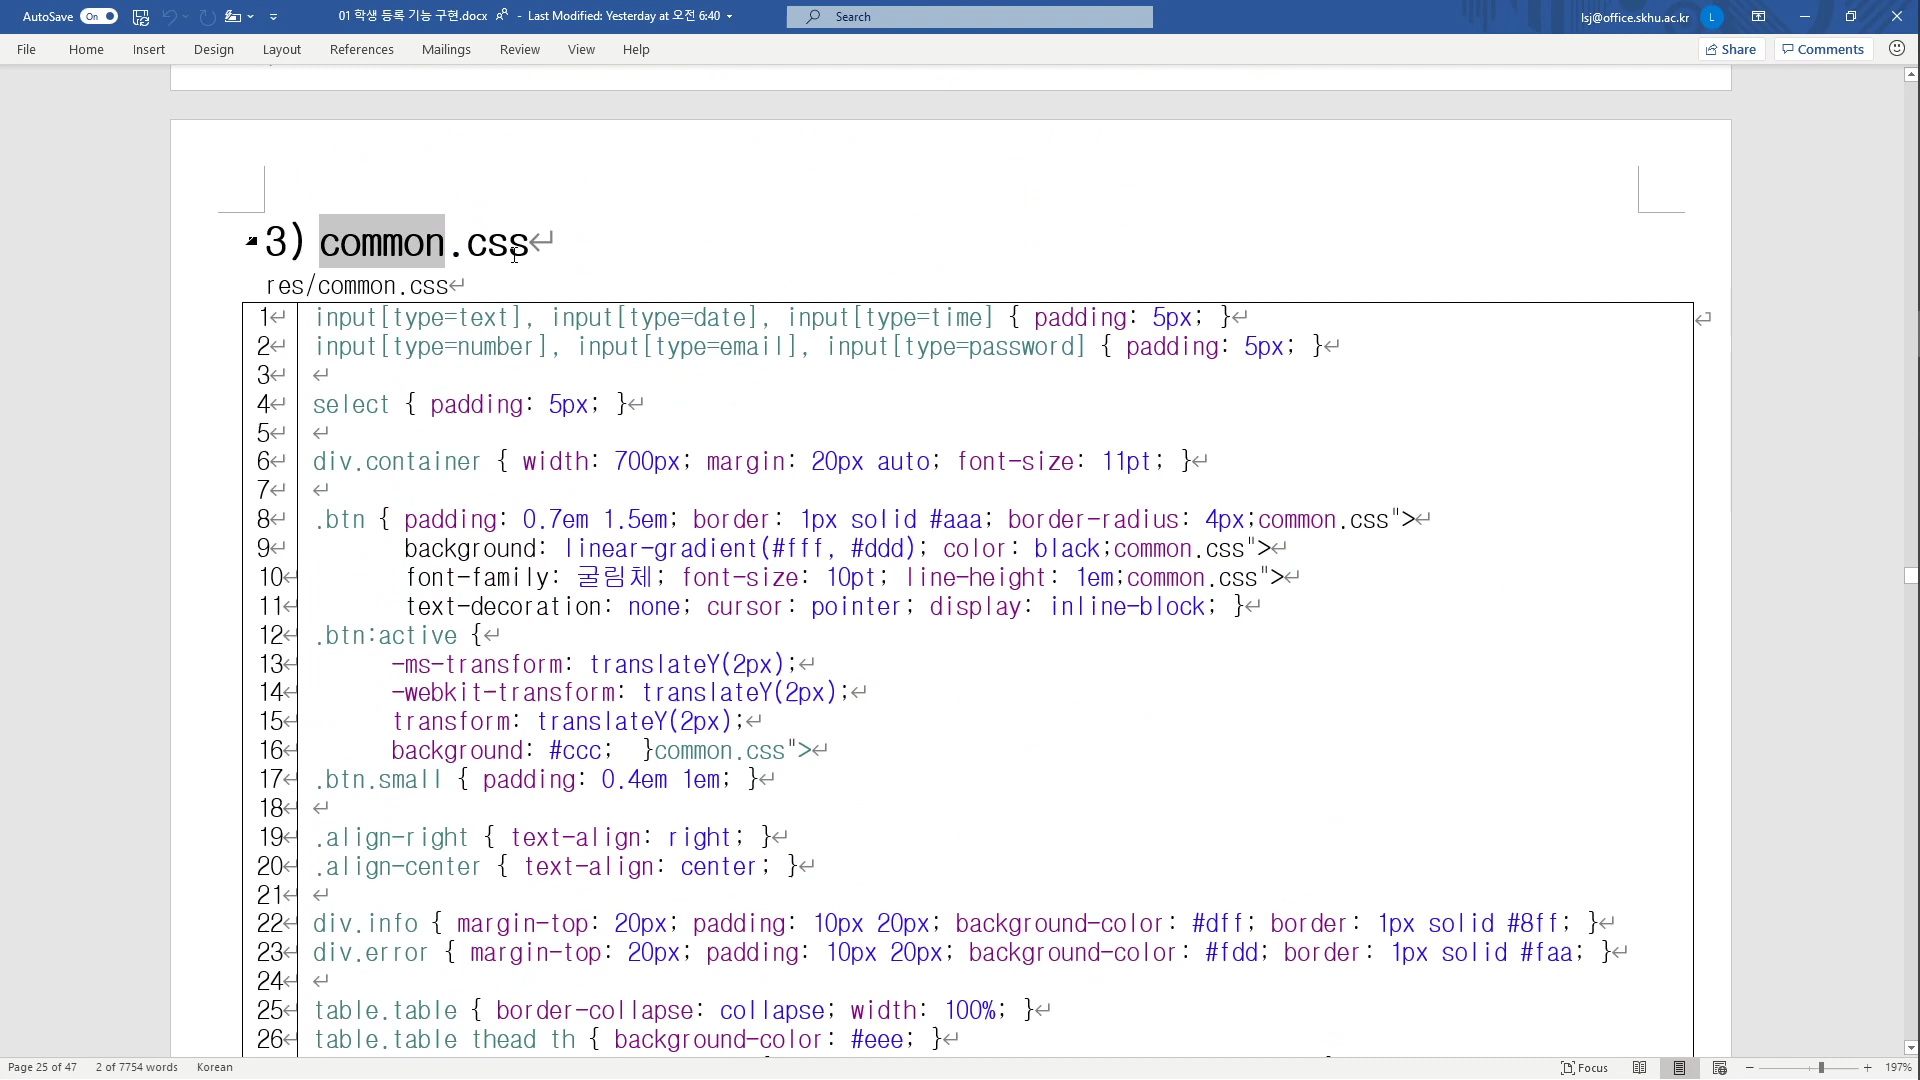 AutoSave On 01 학생 등록 기능 구현.docx - Last Modified: Yesterday at 오전 6:40 Search lsj@office.skhu.ac.kr L
File Home Insert Design Layout References Mailings Review View Help Share Comments
3) common.css
res/common.css
1 input[type=text], input[type=date], input[type=time] { padding: 5px; }
2 input[type=number], input[type=email], input[type=password] { padding: 5px; }
3
4 select { padding: 5px; }
5
6 div.container { width: 700px; margin: 20px auto; font-size: 11pt; }
7
8 .btn { padding: 0.7em 1.5em; border: 1px solid #aaa; border-radius: 4px;common.css">
9 background: linear-gradient(#fff, #ddd); color: black;common.css">
10 font-family: 굴림체; font-size: 10pt; line-height: 1em;common.css">
11 text-decoration: none; cursor: pointer; display: inline-block; }
12 .btn:active {
13 -ms-transform: translateY(2px);
14 -webkit-transform: translateY(2px);
15 transform: translateY(2px);
16 background: #ccc; }common.css">
17 .btn.small { padding: 0.4em 1em; }
18
19 .align-right { text-align: right; }
20 .align-center { text-align: center; }
21
22 div.info { margin-top: 20px; padding: 10px 20px; background-color: #dff; border: 1px solid #8ff; }
23 div.error { margin-top: 20px; padding: 10px 20px; background-color: #fdd; border: 1px solid #faa; }
24
25 table.table { border-collapse: collapse; width: 100%; }
26 table.table thead th { background-color: #eee; }
Page 25 of 47 2 of 7754 words Korean Focus 197%